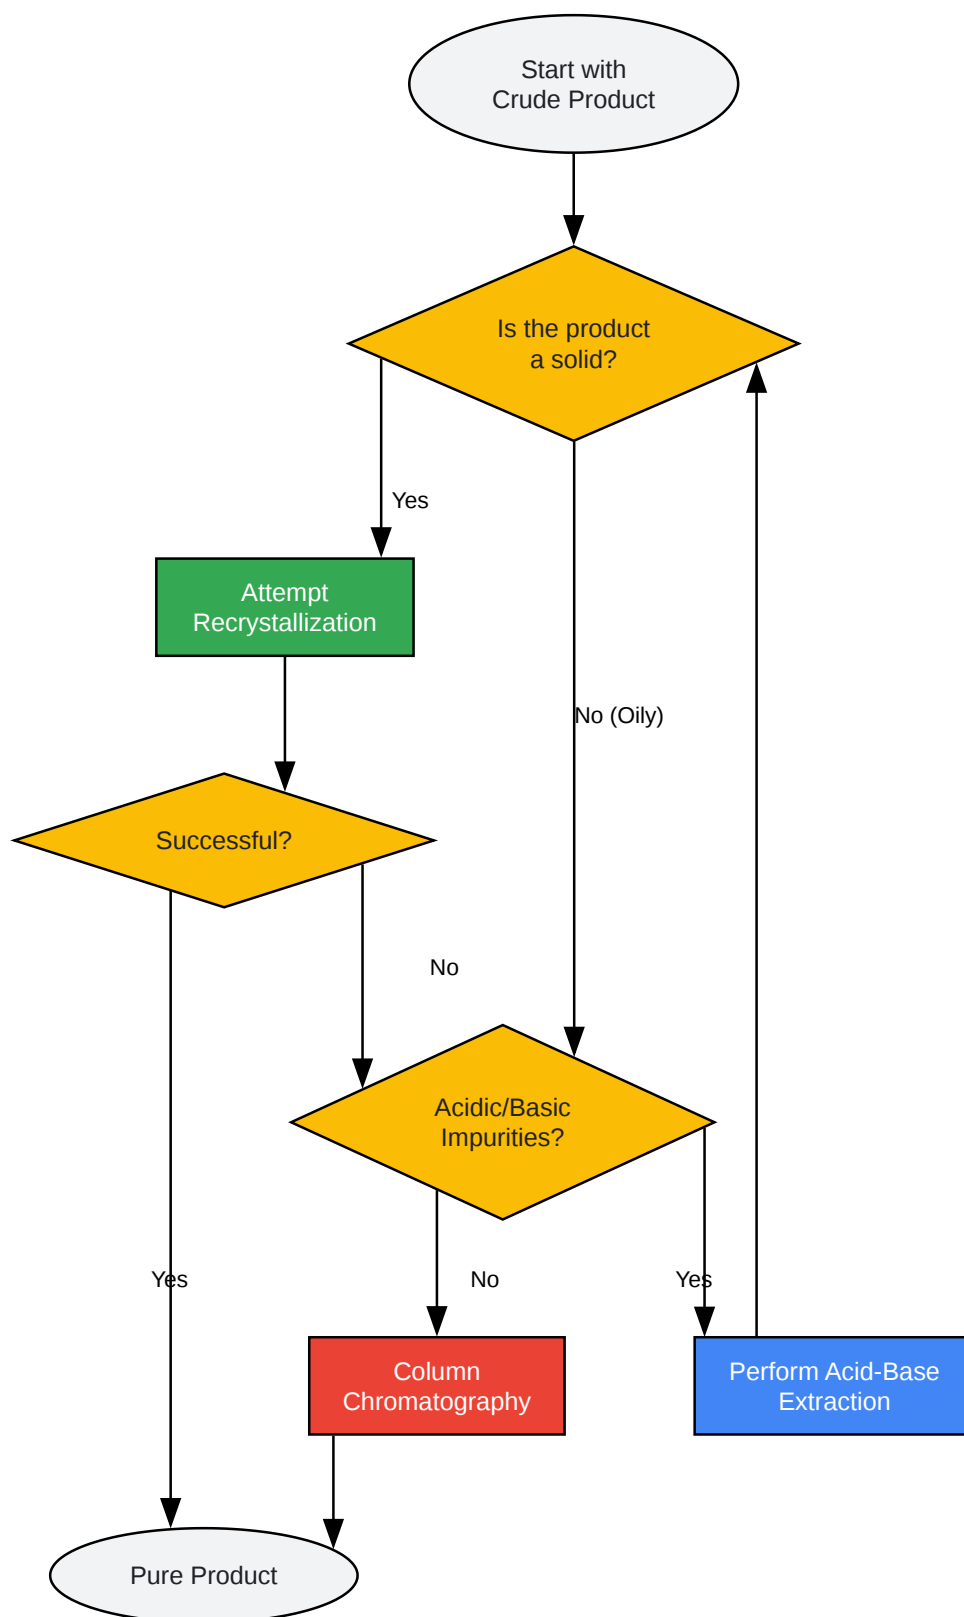 Start with
Crude Product
Is the product
a solid?
Yes
Attempt
Recrystallization
No (Oily)
Successful?
No
Acidic/Basic
Impurities?
Yes
No
Yes
Column
Chromatography
Perform Acid-Base
Extraction
Pure Product